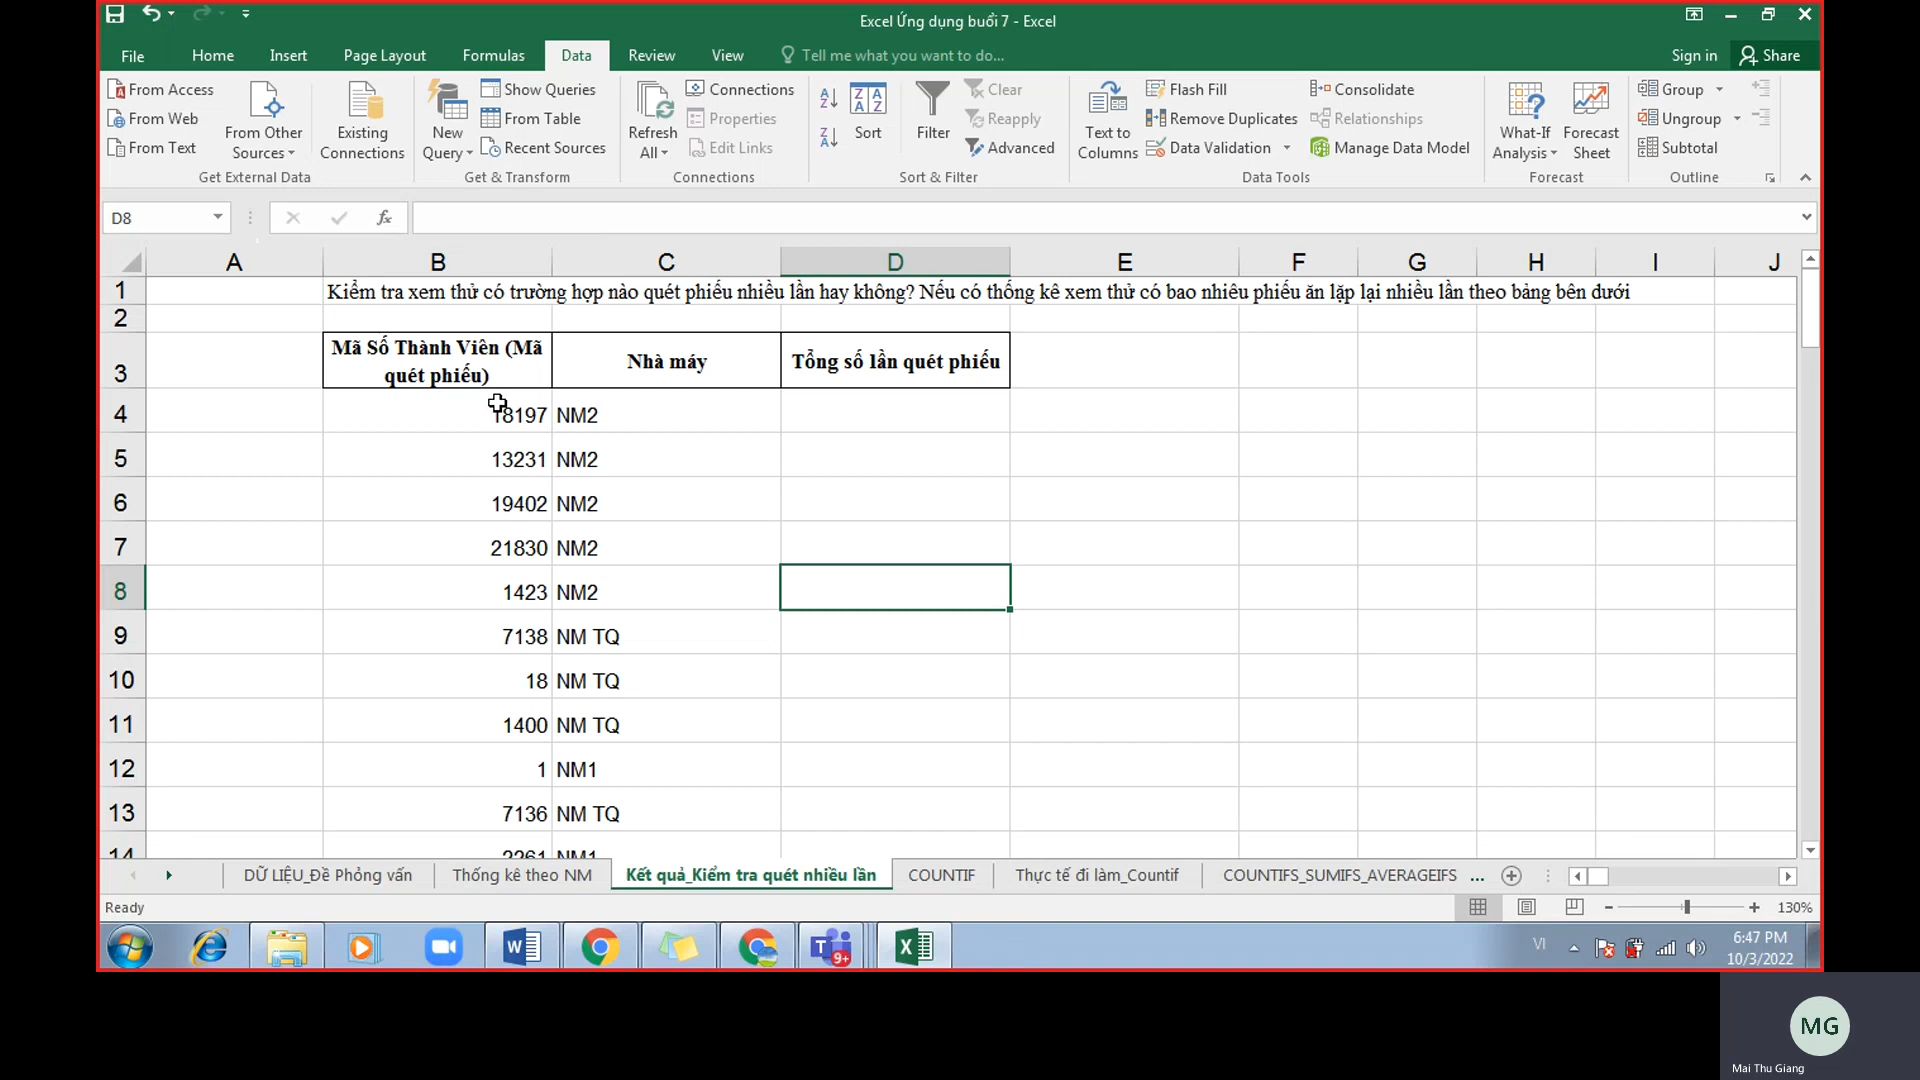 Excel Ứng dụng buổi 7 - Excel
File Home Insert Page Layout Formulas Data Review View Tell me what you want to do... Sign in Share
From Access
From Web
From Text
From Other Sources
Existing Connections
Get External Data
New Query
Show Queries
From Table
Recent Sources
Get & Transform
Refresh All
Connections
Properties
Edit Links
Connections
Sort
Filter
Clear
Reapply
Advanced
Sort & Filter
Text to Columns
Flash Fill
Remove Duplicates
Data Validation
Consolidate
Relationships
Manage Data Model
Data Tools
What-If Analysis
Forecast Sheet
Forecast
Group
Ungroup
Subtotal
Outline
D8 fx
A B C D E F G H I J
1 Kiểm tra xem thử có trường hợp nào quét phiếu nhiều lần hay không? Nếu có thống kê xem thử có bao nhiêu phiếu ăn lặp lại nhiều lần theo bảng bên dưới
2
3 Mã Số Thành Viên (Mã quét phiếu) Nhà máy Tổng số lần quét phiếu
4 18197 NM2
5 13231 NM2
6 19402 NM2
7 21830 NM2
8 1423 NM2
9 7138 NM TQ
10 18 NM TQ
11 1400 NM TQ
12 1 NM1
13 7136 NM TQ
14 2261 NM1
DỮ LIỆU_Đề Phỏng vấn Thống kê theo NM Kết quả_Kiểm tra quét nhiều lần COUNTIF Thực tế đi làm_Countif COUNTIFS_SUMIFS_AVERAGEIFS ...
Ready 130%
VI 6:47 PM
10/3/2022
9+
MG
Mai Thu Giang